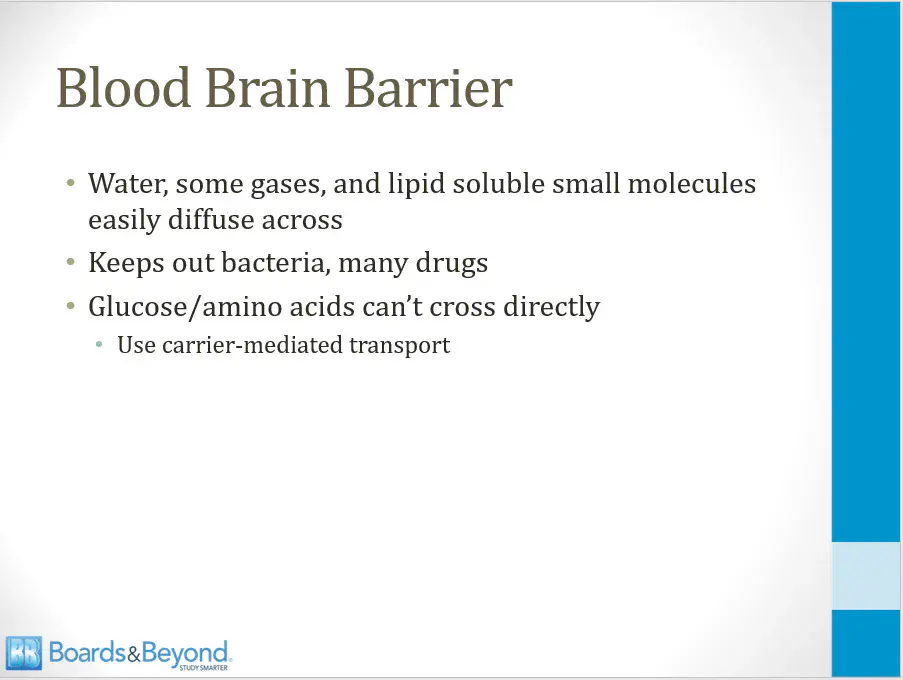 Blood Brain Barrier
• Water, some gases, and lipid soluble small molecules
easily diffuse across
• Keeps out bacteria, many drugs
• Glucose/amino acids can’t cross directly
• Use carrier-mediated transport
BB Boards&Beyond.
STUDY SMARTER